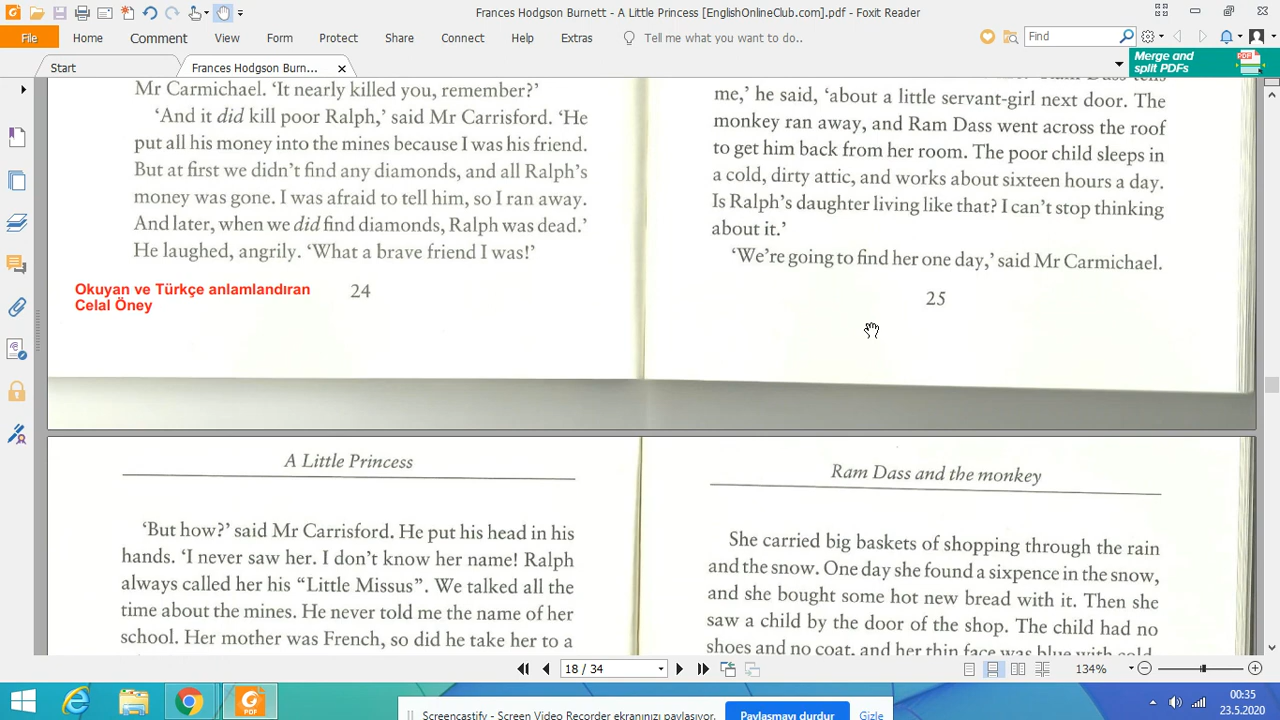 Frances Hodgson Burnett - A Little Princess [EnglishOnlineClub.com].pdf - Foxit Reader
File Home Comment View Form Protect Share Connect Help Extras Tell me what you want to do.. Find
Start Frances Hodgson Burn...
Merge and
split PDFs
Mr Carmichael. ‘It nearly killed you, remember?’
‘And it did kill poor Ralph,’ said Mr Carrisford. ‘He
put all his money into the mines because I was his friend.
But at first we didn’t find any diamonds, and all Ralph’s
money was gone. I was afraid to tell him, so I ran away.
And later, when we did find diamonds, Ralph was dead.’
He laughed, angrily. ‘What a brave friend I was!’
Okuyan ve Türkçe anlamlandıran
Celal Öney
24
me,’ he said, ‘about a little servant-girl next door. The
monkey ran away, and Ram Dass went across the roof
to get him back from her room. The poor child sleeps in
a cold, dirty attic, and works about sixteen hours a day.
Is Ralph’s daughter living like that? I can’t stop thinking
about it.’
‘We’re going to find her one day,’ said Mr Carmichael.
25
A Little Princess
‘But how?’ said Mr Carrisford. He put his head in his
hands. ‘I never saw her. I don’t know her name! Ralph
always called her his “Little Missus”. We talked all the
time about the mines. He never told me the name of her
school. Her mother was French, so did he take her to a
Ram Dass and the monkey
She carried big baskets of shopping through the rain
and the snow. One day she found a sixpence in the snow,
and she bought some hot new bread with it. Then she
saw a child by the door of the shop. The child had no
shoes and no coat, and her thin face was blue with cold.
18 / 34
134%
Screencastify - Screen Video Recorder ekranınızı paylaşıyor. Paylaşmayı durdur Gizle
00:35
23.5.2020